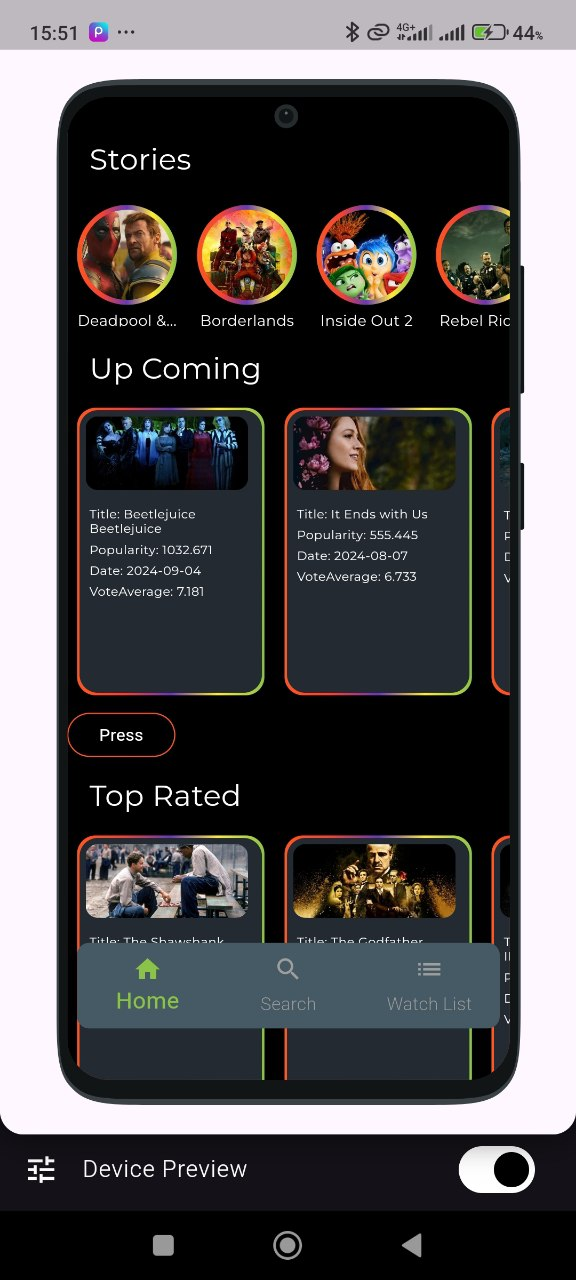 15:51
4G+
44%
Stories
Deadpool &...
Borderlands
Inside Out 2
Rebel Ric
Up Coming
Title: Beetlejuice
Beetlejuice
Popularity: 1032.671
Date: 2024-09-04
VoteAverage: 7.181
Title: It Ends with Us
Popularity: 555.445
Date: 2024-08-07
VoteAverage: 6.733
Press
Top Rated
Title: The Shawshank
Title: The Godfather
Home
Search
Watch List
Device Preview